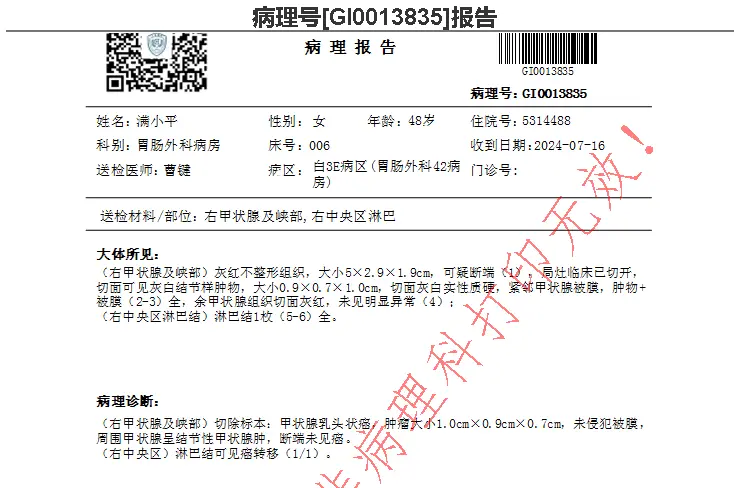 病理号[GI0013835]报告
病 理 报 告
GI0013835
病理号：GI0013835
姓名：满小平 性别： 女 年龄：48岁 住院号：5314488
科别：胃肠外科病房 床号：006 收到日期：2024-07-16
送检医师：曹键 病区：白3E病区(胃肠外科42病房) 门诊号：
送检材料/部位：右甲状腺及峡部,右中央区淋巴
大体所见：
（右甲状腺及峡部）灰红不整形组织，大小5×2.9×1.9cm，可疑断端（1），局灶临床已切开，
切面可见灰白结节样肿物，大小0.9×0.7×1.0cm，切面灰白实性质硬，紧邻甲状腺被膜，肿物+
被膜（2-3）全，余甲状腺组织切面灰红，未见明显异常（4）；
（右中央区淋巴结）淋巴结1枚（5-6）全。
病理诊断：
（右甲状腺及峡部）切除标本：甲状腺乳头状癌，肿瘤大小1.0cm×0.9cm×0.7cm，未侵犯被膜，
周围甲状腺呈结节性甲状腺肿，断端未见癌。
（右中央区）淋巴结可见癌转移（1/1）。
非病理科打印无效！